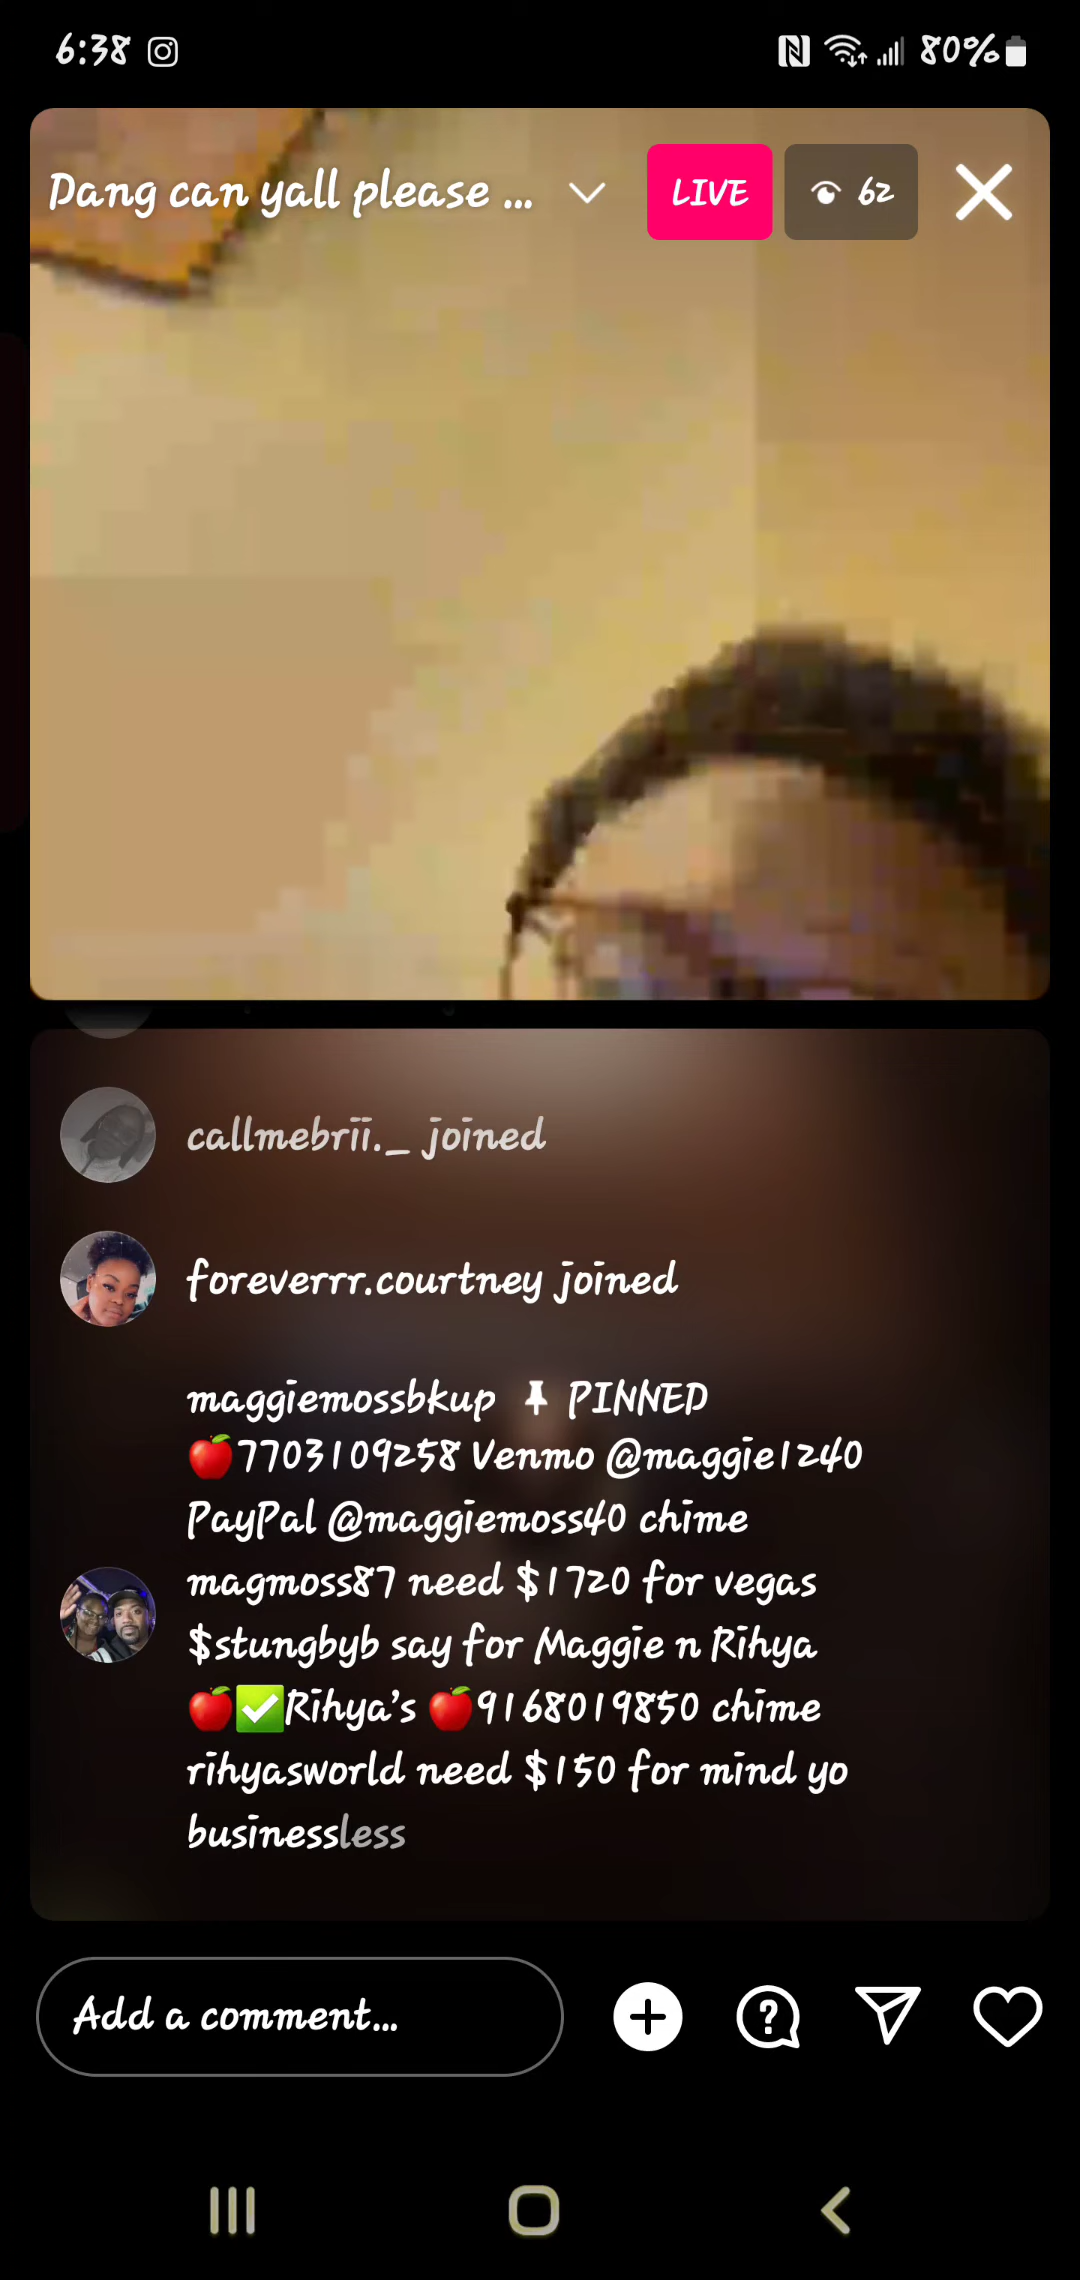 6:38
80%
Dang can yall please ...
LIVE
62
callmebrii._ joined
foreverrr.courtney joined
maggiemossbkup 📌 PINNED
🍎7703109258 Venmo @maggie1240
PayPal @maggiemoss40 chime
magmoss87 need $1720 for vegas
$stungbyb say for Maggie n Rihya
🍎✅Rihya's 🍎9168019850 chime
rihyasworld need $150 for mind yo
businessless
Add a comment...